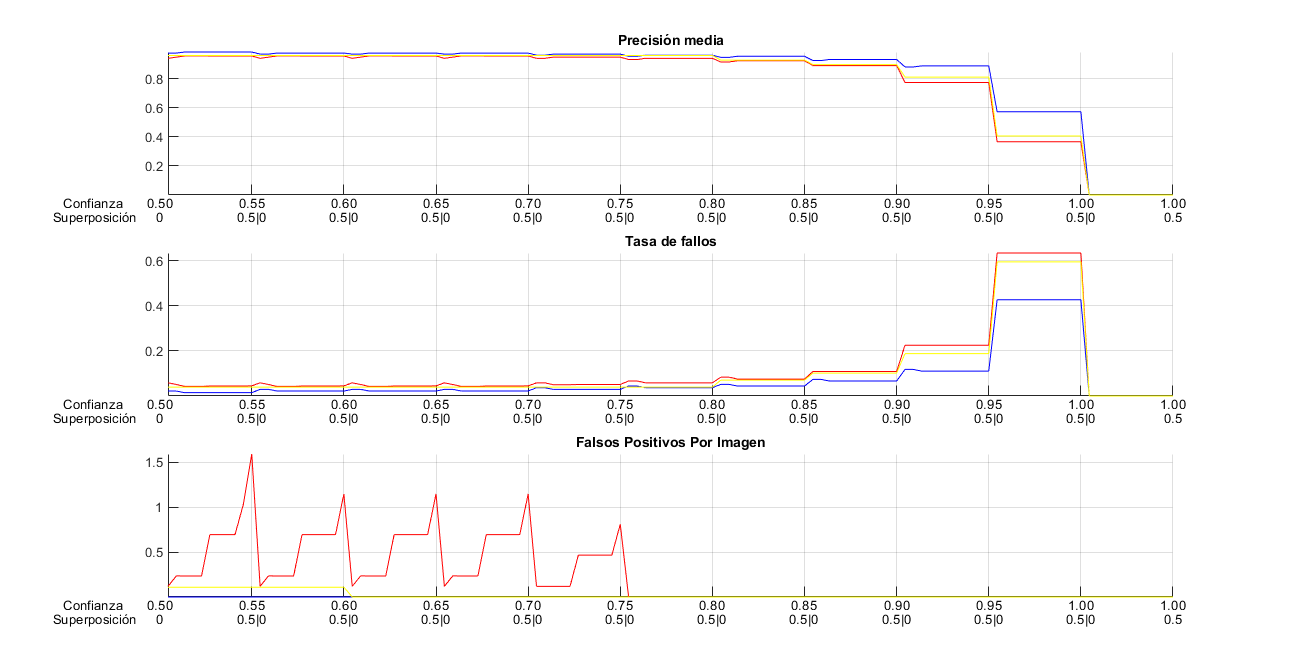 Precisión media
0.8
0.6
0.4
0.2
Confianza 0.50 0.55 0.60 0.65 0.70 0.75 0.80 0.85 0.90 0.95 1.00 1.00
Superposición 0 0.5|0 0.5|0 0.5|0 0.5|0 0.5|0 0.5|0 0.5|0 0.5|0 0.5|0 0.5|0 0.5
Tasa de fallos
0.6
0.4
0.2
Confianza 0.50 0.55 0.60 0.65 0.70 0.75 0.80 0.85 0.90 0.95 1.00 1.00
Superposición 0 0.5|0 0.5|0 0.5|0 0.5|0 0.5|0 0.5|0 0.5|0 0.5|0 0.5|0 0.5|0 0.5
Falsos Positivos Por Imagen
1.5
1
0.5
Confianza 0.50 0.55 0.60 0.65 0.70 0.75 0.80 0.85 0.90 0.95 1.00 1.00
Superposición 0 0.5|0 0.5|0 0.5|0 0.5|0 0.5|0 0.5|0 0.5|0 0.5|0 0.5|0 0.5|0 0.5